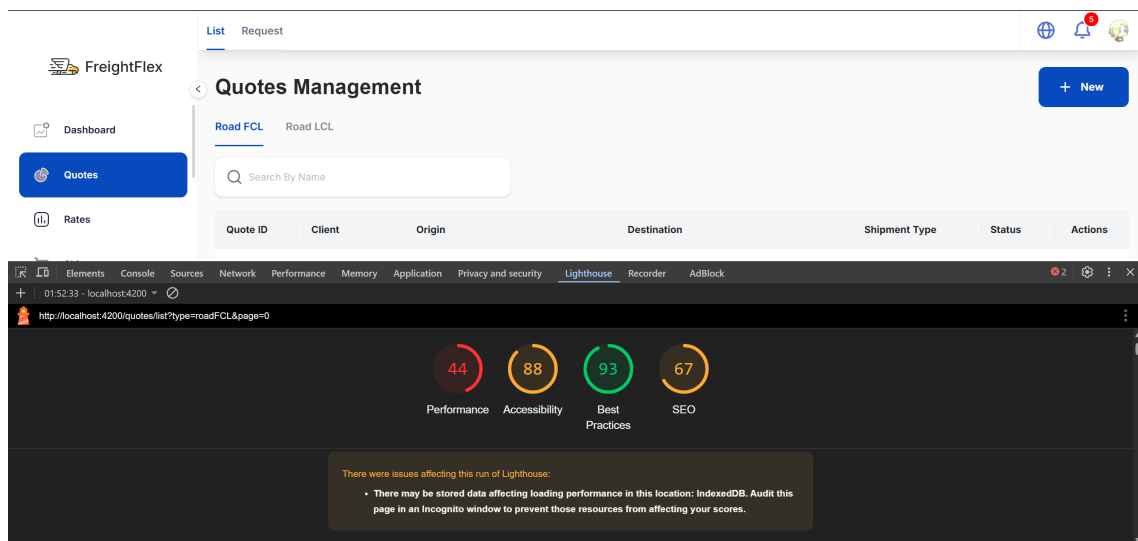 List Request
5
FreightFlex
Quotes Management
+ New
Dashboard
Road FCL Road LCL
Quotes
Search By Name
Rates
Quote ID Client Origin Destination Shipment Type Status Actions
Elements Console Sources Network Performance Memory Application Privacy and security Lighthouse Recorder AdBlock 2
01:52:33 - localhost:4200
http://localhost:4200/quotes/list?type=roadFCL&page=0
44 88 93 67
Performance Accessibility Best Practices SEO
There were issues affecting this run of Lighthouse:
• There may be stored data affecting loading performance in this location: IndexedDB. Audit this
page in an Incognito window to prevent those resources from affecting your scores.